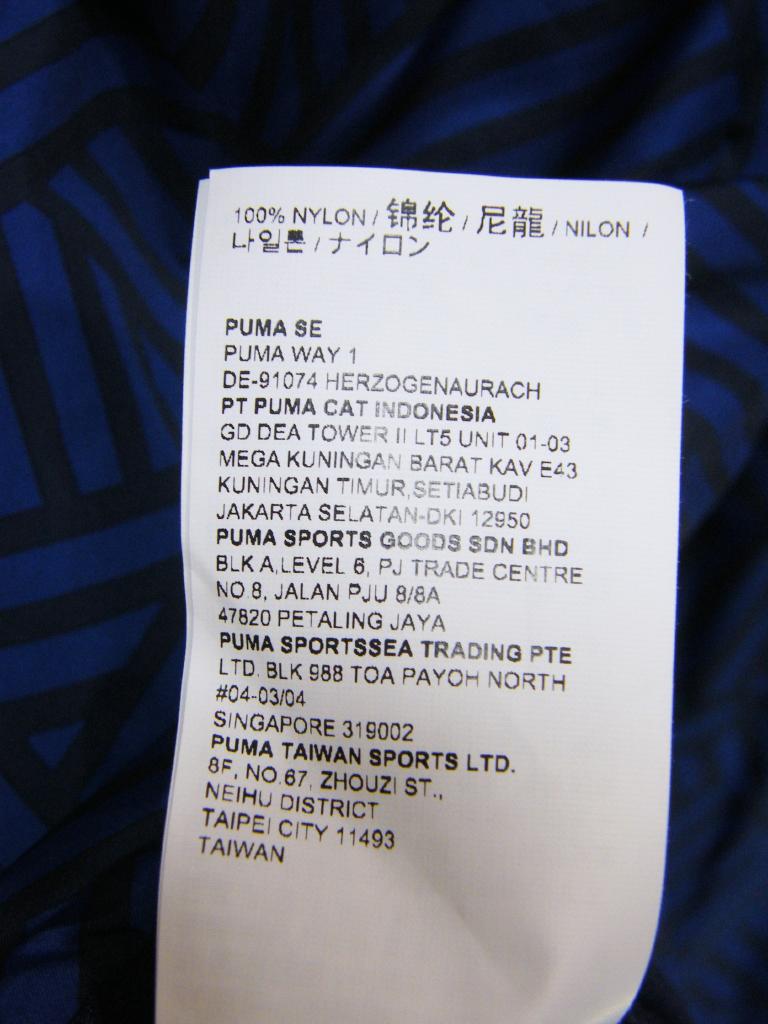 100% NYLON / 锦纶 / 尼龍 / NILON /
나일론 / ナイロン
PUMA SE
PUMA WAY 1
DE-91074 HERZOGENAURACH
PT PUMA CAT INDONESIA
GD DEA TOWER II LT5 UNIT 01-03
MEGA KUNINGAN BARAT KAV E43
KUNINGAN TIMUR,SETIABUDI
JAKARTA SELATAN-DKI 12950
PUMA SPORTS GOODS SDN BHD
BLK A,LEVEL 6, PJ TRADE CENTRE
NO.8, JALAN PJU 8/8A
47820 PETALING JAYA
PUMA SPORTSSEA TRADING PTE
LTD. BLK 988 TOA PAYOH NORTH
#04-03/04
SINGAPORE 319002
PUMA TAIWAN SPORTS LTD.
8F, NO.67, ZHOUZI ST.,
NEIHU DISTRICT
TAIPEI CITY 11493
TAIWAN